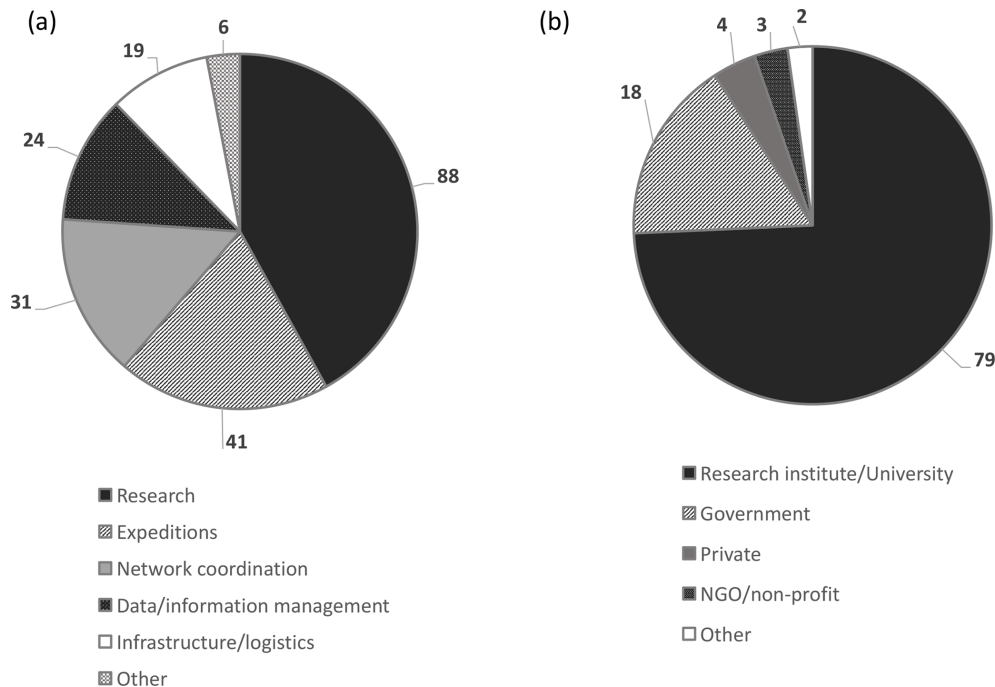 (a)
6
19
24
88
31
41
Research
Expeditions
Network coordination
Data/information management
Infrastructure/logistics
Other
(b)
2
3
4
18
79
Research institute/University
Government
Private
NGO/non-profit
Other